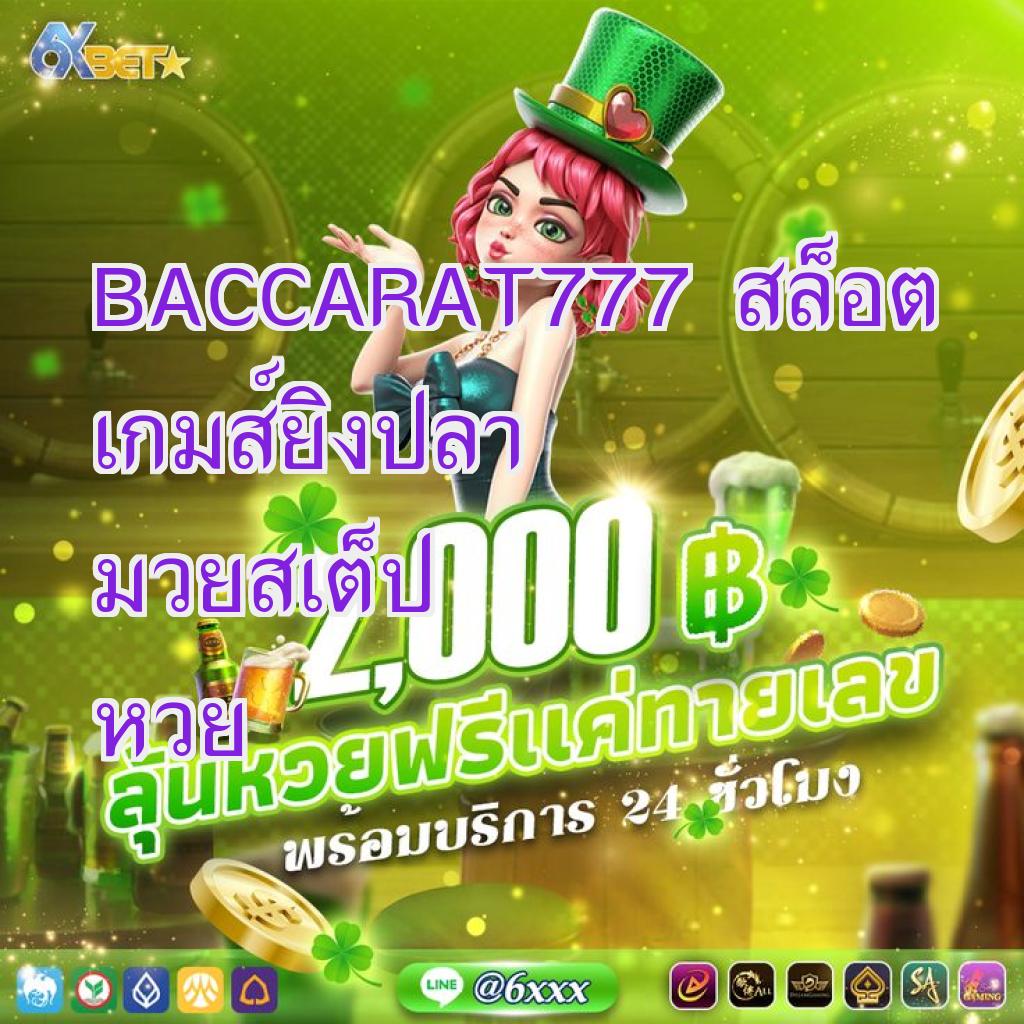 6XBET
BACCARAT777 สล็อต
เกมส์ยิงปลา
มวยสเต็ป
2,000 ฿
หวย
ลุ้นหวยฟรีแค่ทายเลข
พร้อมบริการ 24 ชั่วโมง
LINE @6xxx
ALL
SA
GAMING